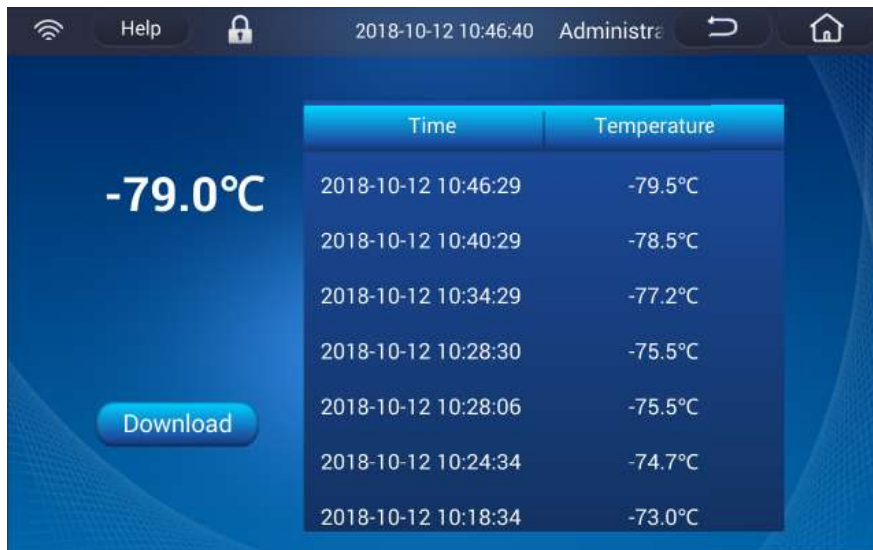 Help 2018-10-12 10:46:40 Administra
Time Temperature
-79.0℃
2018-10-12 10:46:29 -79.5℃
2018-10-12 10:40:29 -78.5℃
2018-10-12 10:34:29 -77.2℃
2018-10-12 10:28:30 -75.5℃
2018-10-12 10:28:06 -75.5℃
Download
2018-10-12 10:24:34 -74.7℃
2018-10-12 10:18:34 -73.0℃